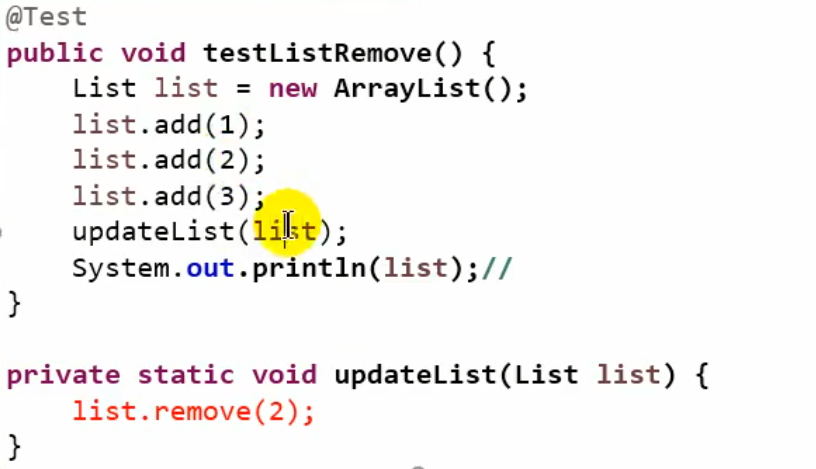 @Test
public void testListRemove() {
    List list = new ArrayList();
    list.add(1);
    list.add(2);
    list.add(3);
    updateList(list);
    System.out.println(list);//
}
private static void updateList(List list) {
    list.remove(2);
}